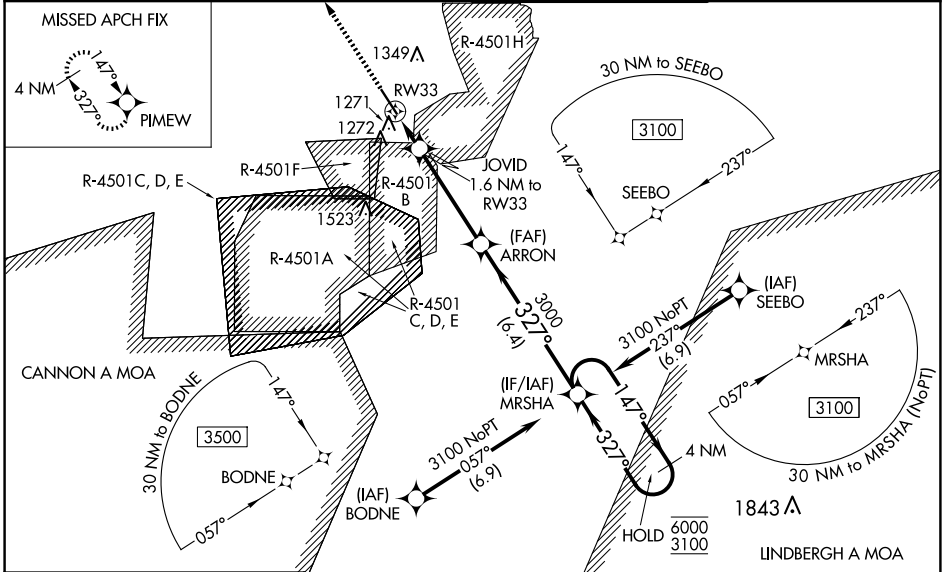 MISSED APCH FIX
147°
4 NM
327°
PIMEW
1349
R-4501H
RW33
1271
1272
30 NM to SEEBO
3100
147°
237°
SEEBO
R-4501C, D, E
R-4501F
R-4501
B
JOVID
1.6 NM to
RW33
1523
R-4501A
(FAF)
ARRON
R-4501
C, D, E
3000
327°
(6.4)
(IAF)
SEEBO
3100 NoPT
237°
(6.9)
CANNON A MOA
(IF/IAF)
MRSHA
147°
327°
4 NM
HOLD
6000
3100
237°
MRSHA
057°
3100
30 NM to MRSHA (NoPT)
30 NM to BODNE
147°
3500
BODNE
057°
3100 NoPT
057°
(6.9)
(IAF)
BODNE
1843
LINDBERGH A MOA